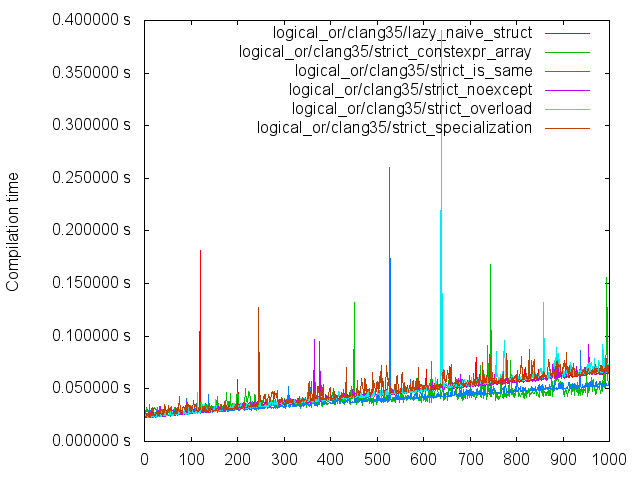 0.400000 s
0.350000 s
0.300000 s
0.250000 s
0.200000 s
0.150000 s
0.100000 s
0.050000 s
0.000000 s
Compilation time
logical_or/clang35/lazy_naive_struct
logical_or/clang35/strict_constexpr_array
logical_or/clang35/strict_is_same
logical_or/clang35/strict_noexcept
logical_or/clang35/strict_overload
logical_or/clang35/strict_specialization
0 100 200 300 400 500 600 700 800 900 1000